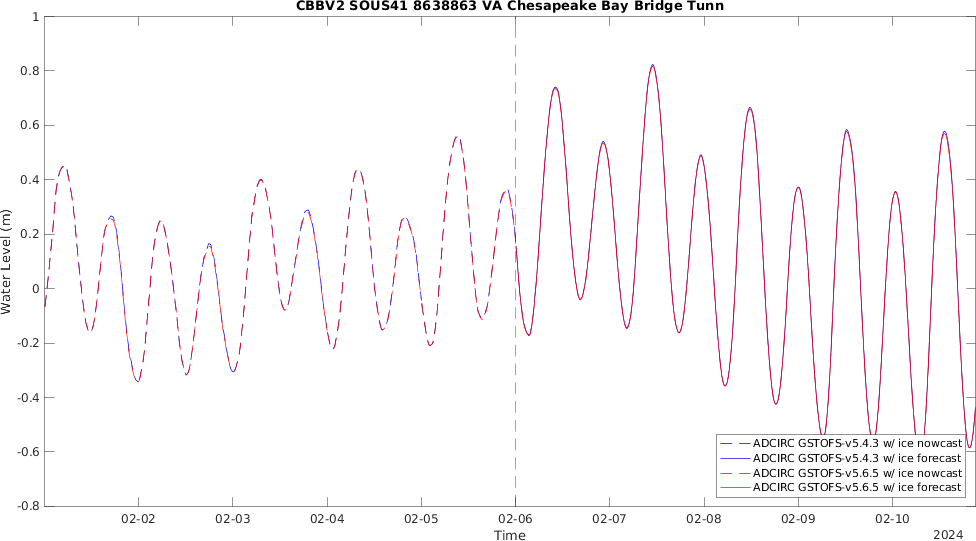 CBBV2 SOUS41 8638863 VA Chesapeake Bay Bridge Tunn
1
0.8
0.6
0.4
0.2
0
-0.2
-0.4
-0.6
-0.8
Water Level (m)
02-02 02-03 02-04 02-05 02-06 02-07 02-08 02-09 02-10
Time
2024
ADCIRC GSTOFS-v5.4.3 w/ ice nowcast
ADCIRC GSTOFS-v5.4.3 w/ ice forecast
ADCIRC GSTOFS-v5.6.5 w/ ice nowcast
ADCIRC GSTOFS-v5.6.5 w/ ice forecast